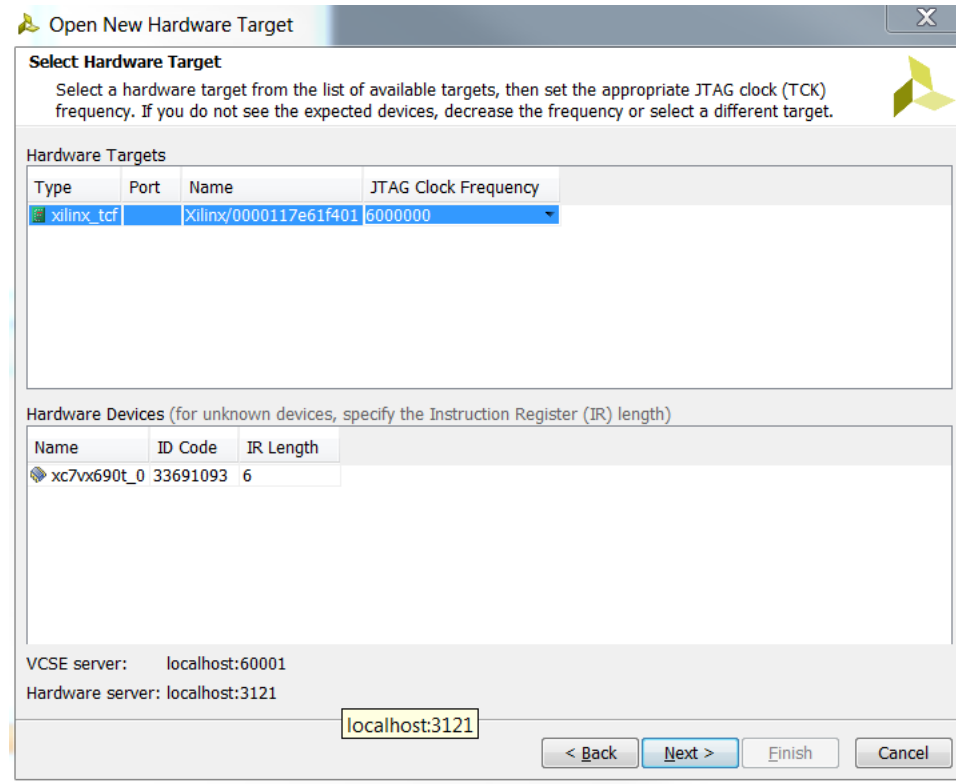 Open New Hardware Target
X
Select Hardware Target
Select a hardware target from the list of available targets, then set the appropriate JTAG clock (TCK)
frequency. If you do not see the expected devices, decrease the frequency or select a different target.
Hardware Targets
Type Port Name JTAG Clock Frequency
xilinx_tcf Xilinx/0000117e61f401 6000000
Hardware Devices (for unknown devices, specify the Instruction Register (IR) length)
Name ID Code IR Length
xc7vx690t_0 33691093 6
VCSE server: localhost:60001
Hardware server: localhost:3121
localhost:3121
< Back Next > Finish Cancel